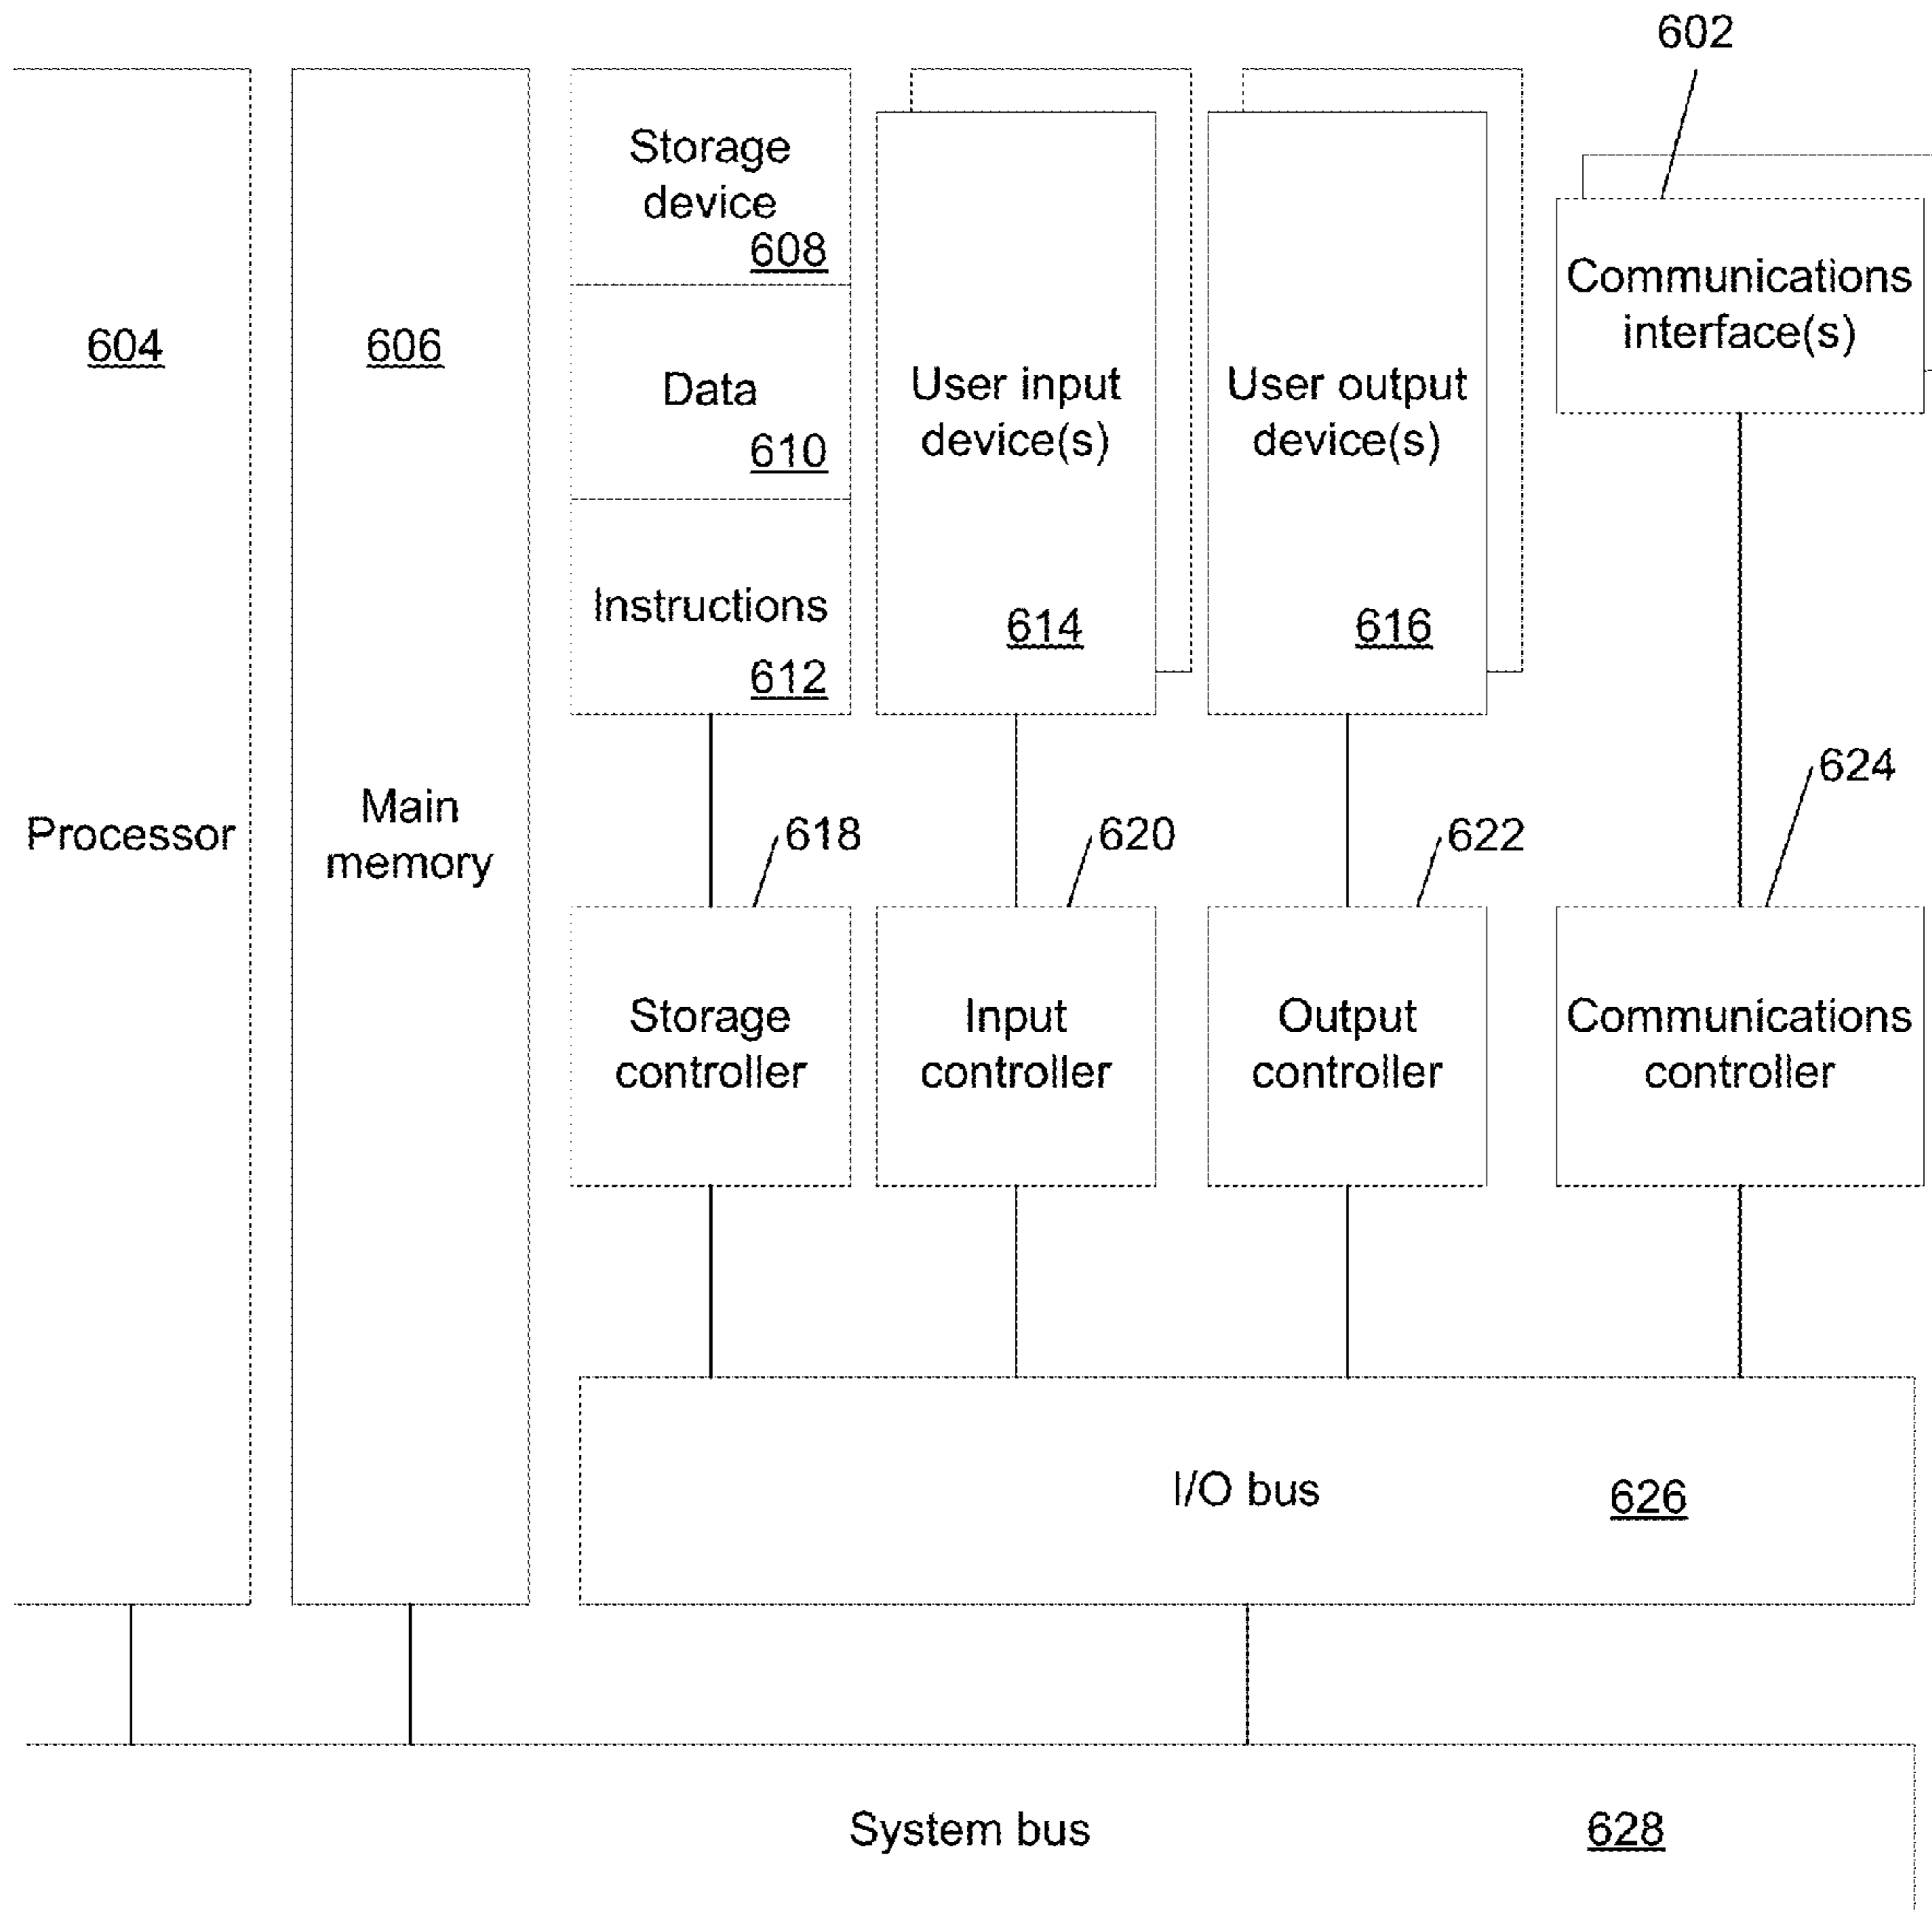 602
Storage
device
608
Communications
interface(s)
604
606
Data
610
User input
device(s)
User output
device(s)
Instructions
612
614
616
Processor
Main
memory
618
620
622
624
Storage
controller
Input
controller
Output
controller
Communications
controller
I/O bus
626
System bus
628